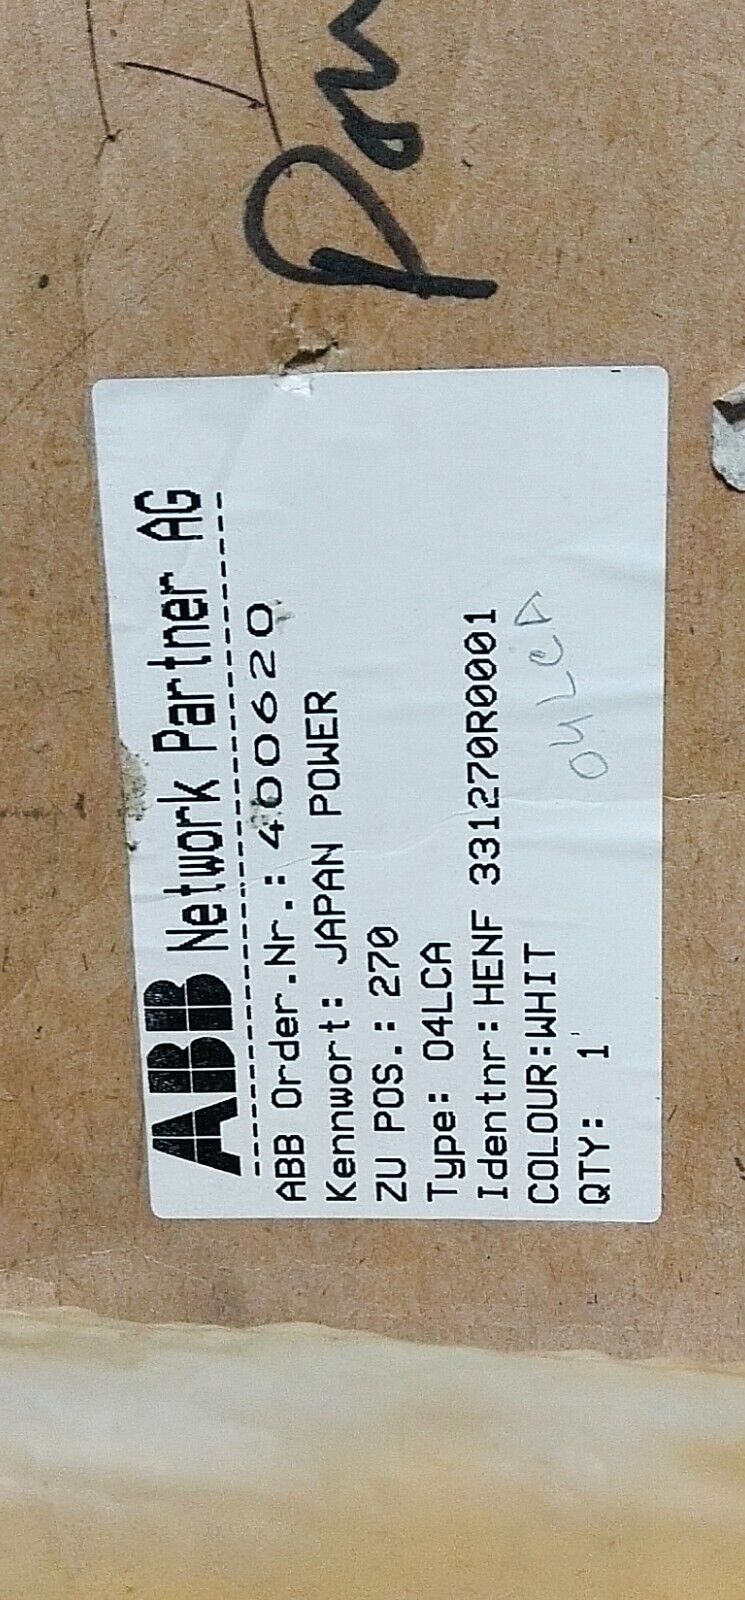 ABB Network Partner AG
------------------------------------
ABB Order.Nr.: 400620
Kennwort: JAPAN POWER
ZU POS.: 270
Type: 04LCA
Identnr: HENF 331270R0001
COLOUR:WHIT
QTY: 1
04LCA